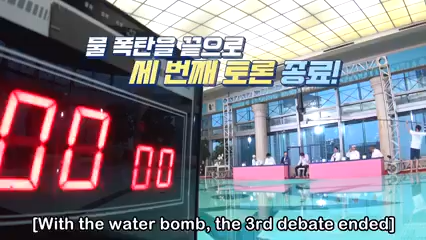 물 폭탄을 끝으로
세 번째 토론 종료!
00 00
[With the water bomb, the 3rd debate ended]